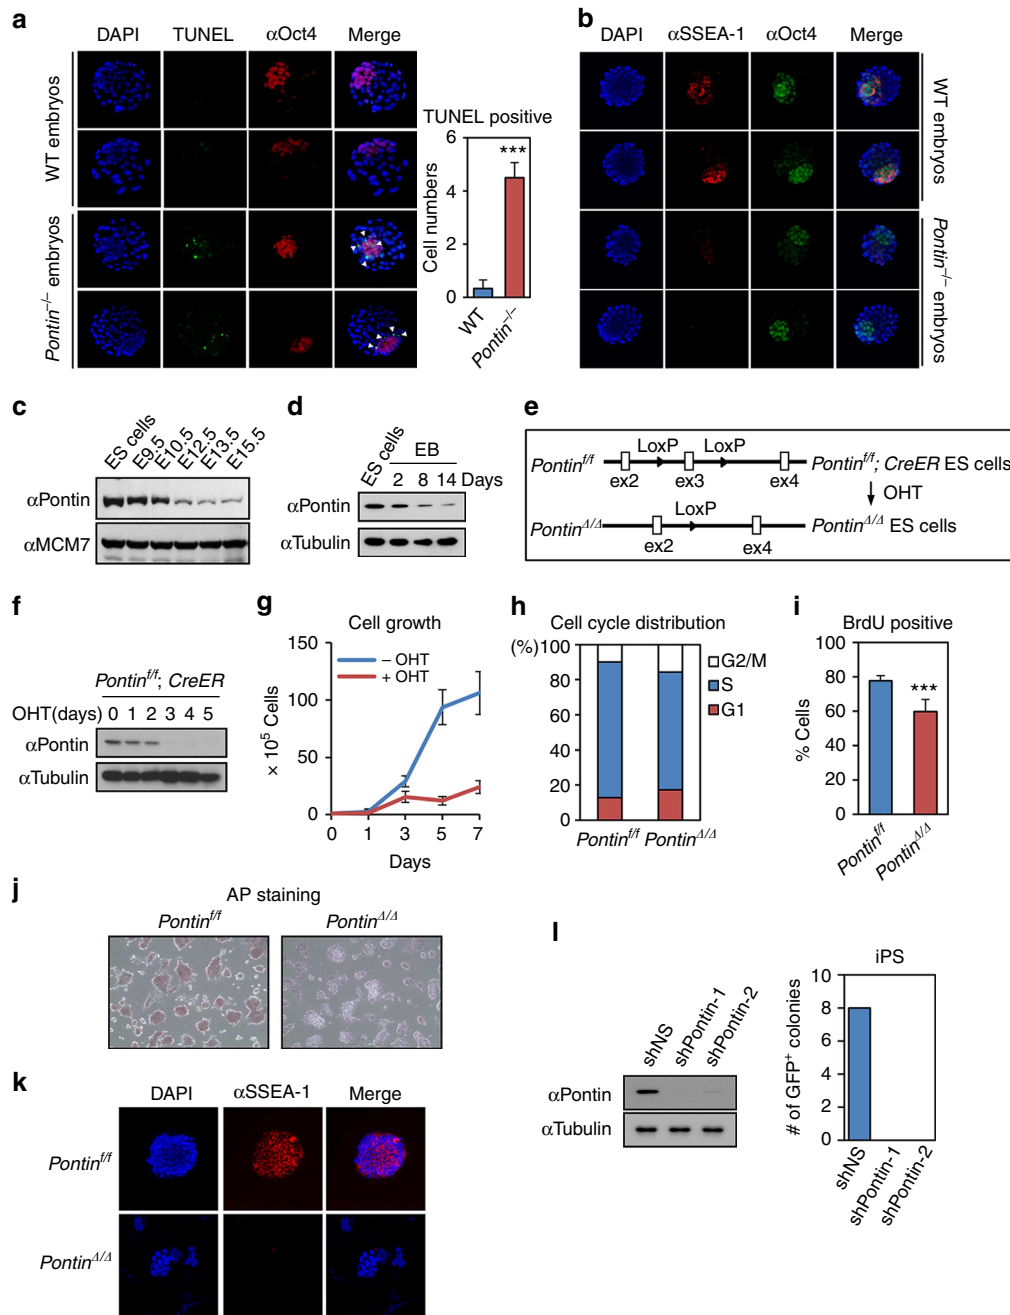 a
DAPI TUNEL αOct4 Merge
WT embryos
Pontin−/− embryos
TUNEL positive
Cell numbers
6
4
2
0
***
WT
Pontin−/−
b
DAPI αSSEA-1 αOct4 Merge
WT embryos
Pontin−/− embryos
c
ES cells E9.5 E10.5 E12.5 E13.5 E15.5
αPontin
αMCM7
d
ES cells EB
2 8 14 Days
αPontin
αTubulin
e
LoxP LoxP
Pontinf/f Pontinf/f; CreER ES cells
ex2 ex3 ex4
OHT
LoxP
PontinΔ/Δ PontinΔ/Δ ES cells
ex2 ex4
f
Pontinf/f; CreER
OHT(days) 0 1 2 3 4 5
αPontin
αTubulin
g
Cell growth
× 10⁵ Cells
150
100
50
0
− OHT
+ OHT
0 1 3 5 7
Days
h
Cell cycle distribution
(%)
100
80
60
40
20
0
G2/M
S
G1
Pontinf/f PontinΔ/Δ
i
BrdU positive
% Cells
100
80
60
40
20
0
***
Pontinf/f
PontinΔ/Δ
j
AP staining
Pontinf/f PontinΔ/Δ
k
DAPI αSSEA-1 Merge
Pontinf/f
PontinΔ/Δ
l
shNS shPontin-1 shPontin-2
αPontin
αTubulin
iPS
# of GFP⁺ colonies
10
8
6
4
2
0
shNS
shPontin-1
shPontin-2